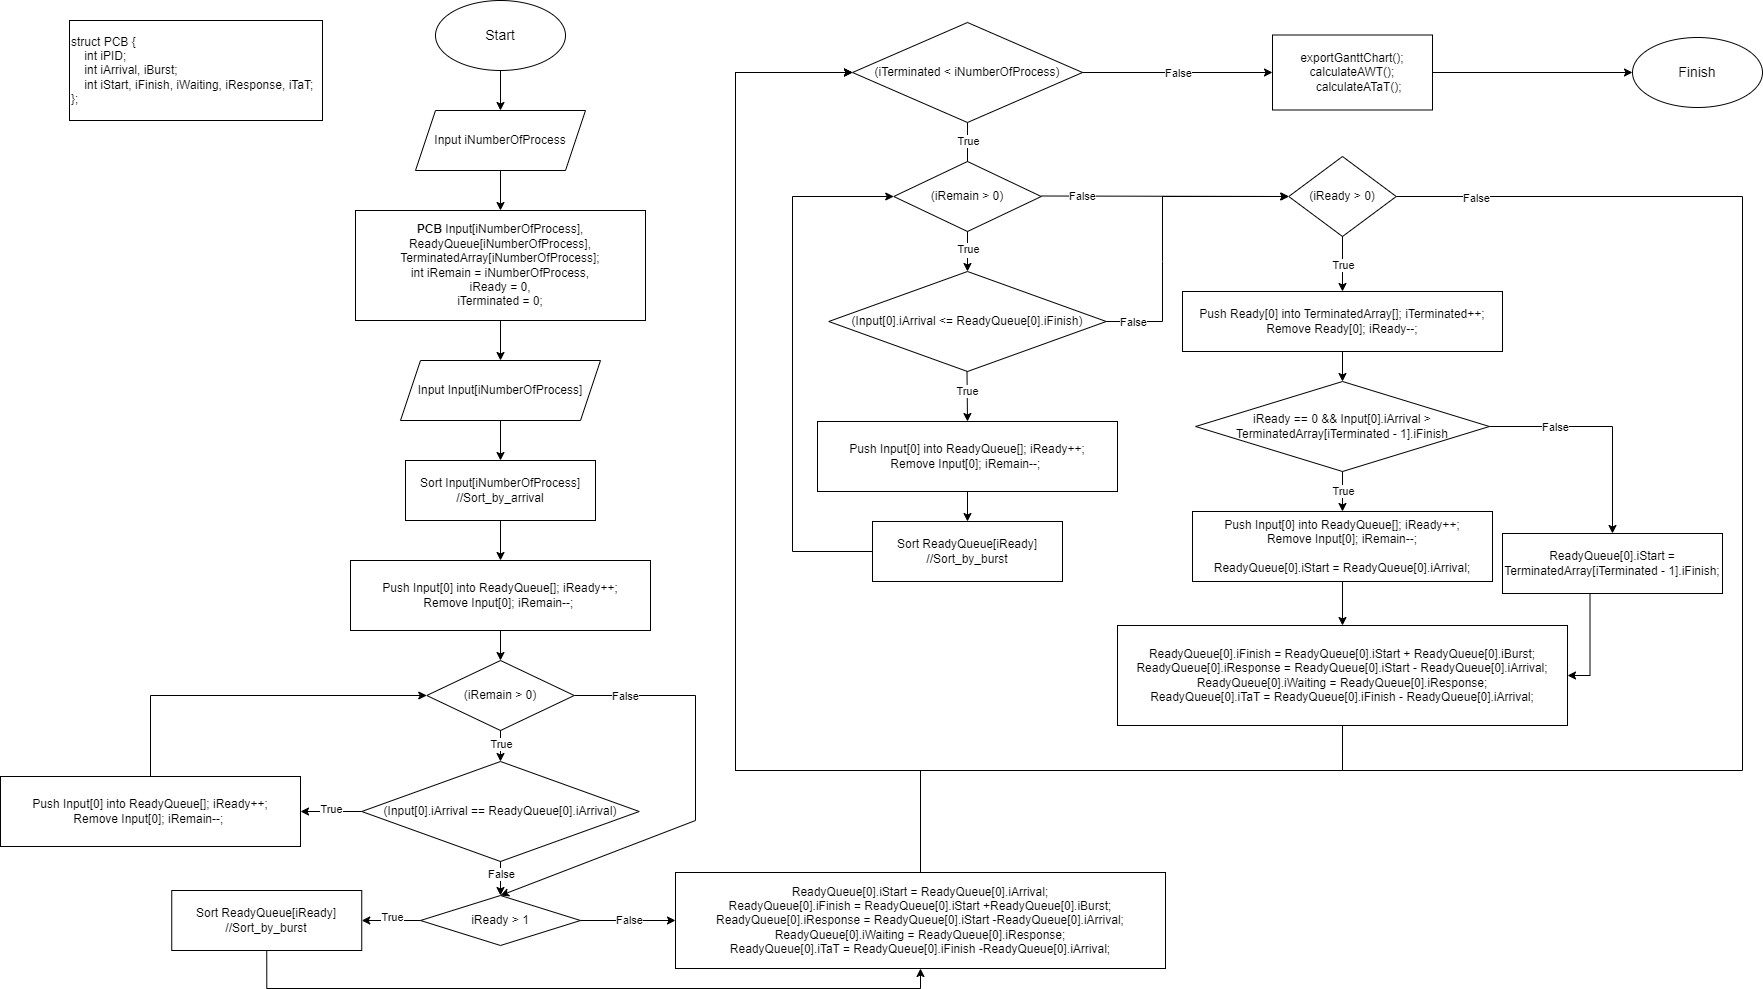 struct PCB {
int iPID;
int iArrival, iBurst;
int iStart, iFinish, iWaiting, iResponse, iTaT;
};
Start
Input iNumberOfProcess
PCB Input[iNumberOfProcess],
ReadyQueue[iNumberOfProcess],
TerminatedArray[iNumberOfProcess];
int iRemain = iNumberOfProcess,
iReady = 0,
iTerminated = 0;
Input Input[iNumberOfProcess]
Sort Input[iNumberOfProcess]
//Sort_by_arrival
Push Input[0] into ReadyQueue[]; iReady++;
Remove Input[0]; iRemain--;
(iRemain > 0)
False
True
(Input[0].iArrival == ReadyQueue[0].iArrival)
True
Push Input[0] into ReadyQueue[]; iReady++;
Remove Input[0]; iRemain--;
False
iReady > 1
True
Sort ReadyQueue[iReady]
//Sort_by_burst
False
ReadyQueue[0].iStart = ReadyQueue[0].iArrival;
ReadyQueue[0].iFinish = ReadyQueue[0].iStart +ReadyQueue[0].iBurst;
ReadyQueue[0].iResponse = ReadyQueue[0].iStart -ReadyQueue[0].iArrival;
ReadyQueue[0].iWaiting = ReadyQueue[0].iResponse;
ReadyQueue[0].iTaT = ReadyQueue[0].iFinish -ReadyQueue[0].iArrival;
(iTerminated < iNumberOfProcess)
False
exportGanttChart();
calculateAWT();
calculateATaT();
Finish
True
(iRemain > 0)
False
True
(Input[0].iArrival <= ReadyQueue[0].iFinish)
False
True
Push Input[0] into ReadyQueue[]; iReady++;
Remove Input[0]; iRemain--;
Sort ReadyQueue[iReady]
//Sort_by_burst
(iReady > 0)
False
True
Push Ready[0] into TerminatedArray[]; iTerminated++;
Remove Ready[0]; iReady--;
iReady == 0 && Input[0].iArrival >
TerminatedArray[iTerminated - 1].iFinish
False
True
Push Input[0] into ReadyQueue[]; iReady++;
Remove Input[0]; iRemain--;
ReadyQueue[0].iStart = ReadyQueue[0].iArrival;
ReadyQueue[0].iStart =
TerminatedArray[iTerminated - 1].iFinish;
ReadyQueue[0].iFinish = ReadyQueue[0].iStart + ReadyQueue[0].iBurst;
ReadyQueue[0].iResponse = ReadyQueue[0].iStart - ReadyQueue[0].iArrival;
ReadyQueue[0].iWaiting = ReadyQueue[0].iResponse;
ReadyQueue[0].iTaT = ReadyQueue[0].iFinish - ReadyQueue[0].iArrival;